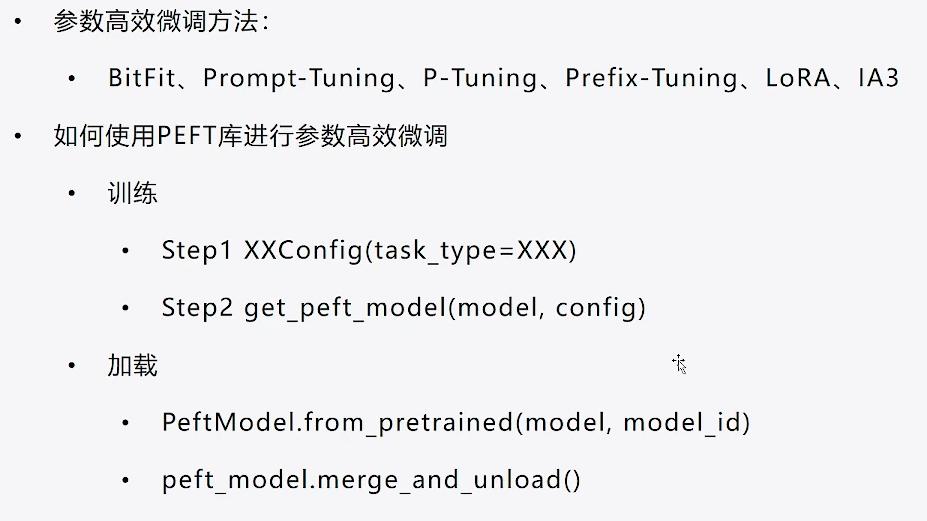 • 参数高效微调方法：
• BitFit、Prompt-Tuning、P-Tuning、Prefix-Tuning、LoRA、IA3
• 如何使用PEFT库进行参数高效微调
• 训练
• Step1 XXConfig(task_type=XXX)
• Step2 get_peft_model(model, config)
• 加载
• PeftModel.from_pretrained(model, model_id)
• peft_model.merge_and_unload()